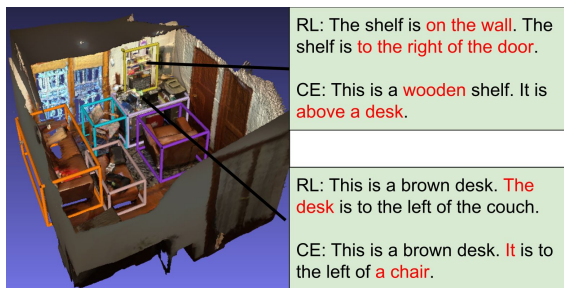 RL: The shelf is on the wall. The
shelf is to the right of the door.
CE: This is a wooden shelf. It is
above a desk.
RL: This is a brown desk. The
desk is to the left of the couch.
CE: This is a brown desk. It is to
the left of a chair.